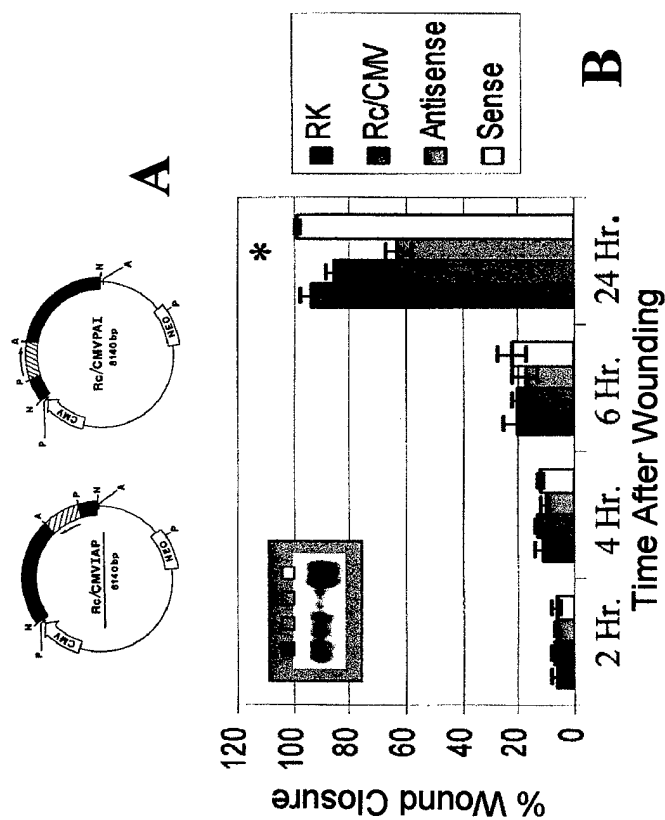 A
N
P
CMV
A
P
N
A
Rc/CMVIAP
8140bp
NEO
P
N
P
CMV
P
A
N
A
Rc/CMVPAI
8140bp
NEO
P
B
RK
Rc/CMV
Antisense
Sense
*
% Wound Closure
120
100
80
60
40
20
0
2 Hr.
4 Hr.
6 Hr.
24 Hr.
Time After Wounding